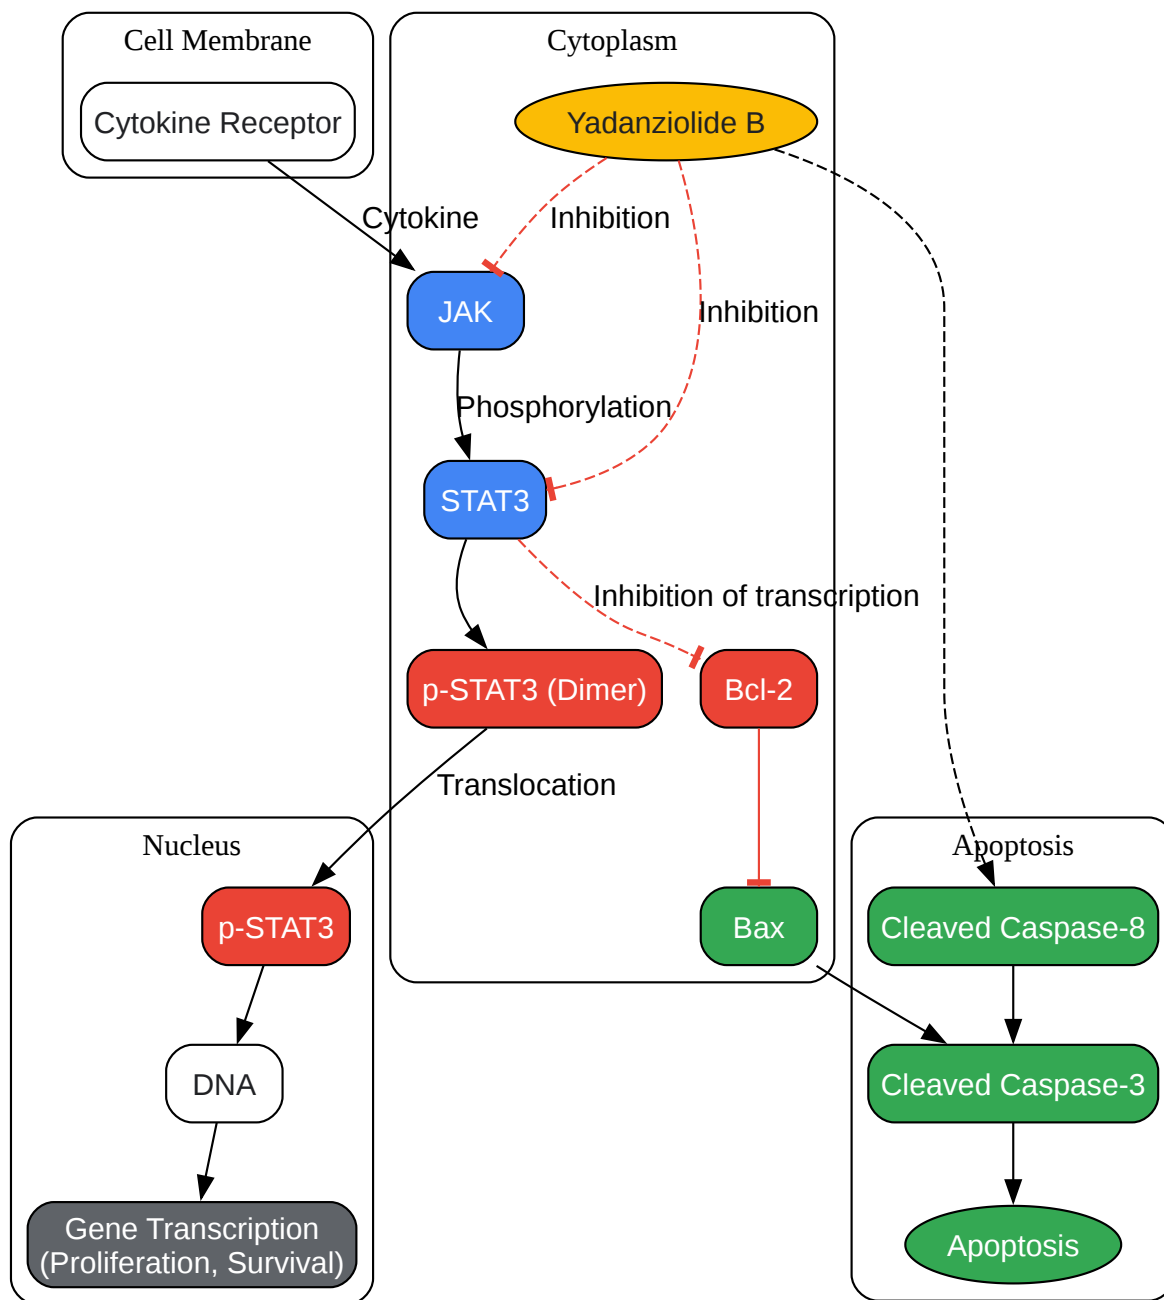 Cell Membrane
Cytoplasm
Cytokine Receptor
Yadanziolide B
Cytokine
Inhibition
JAK
Inhibition
Phosphorylation
STAT3
Inhibition of transcription
p-STAT3 (Dimer)
Bcl-2
Translocation
Nucleus
Apoptosis
p-STAT3
Bax
Cleaved Caspase-8
DNA
Cleaved Caspase-3
Gene Transcription
(Proliferation, Survival)
Apoptosis